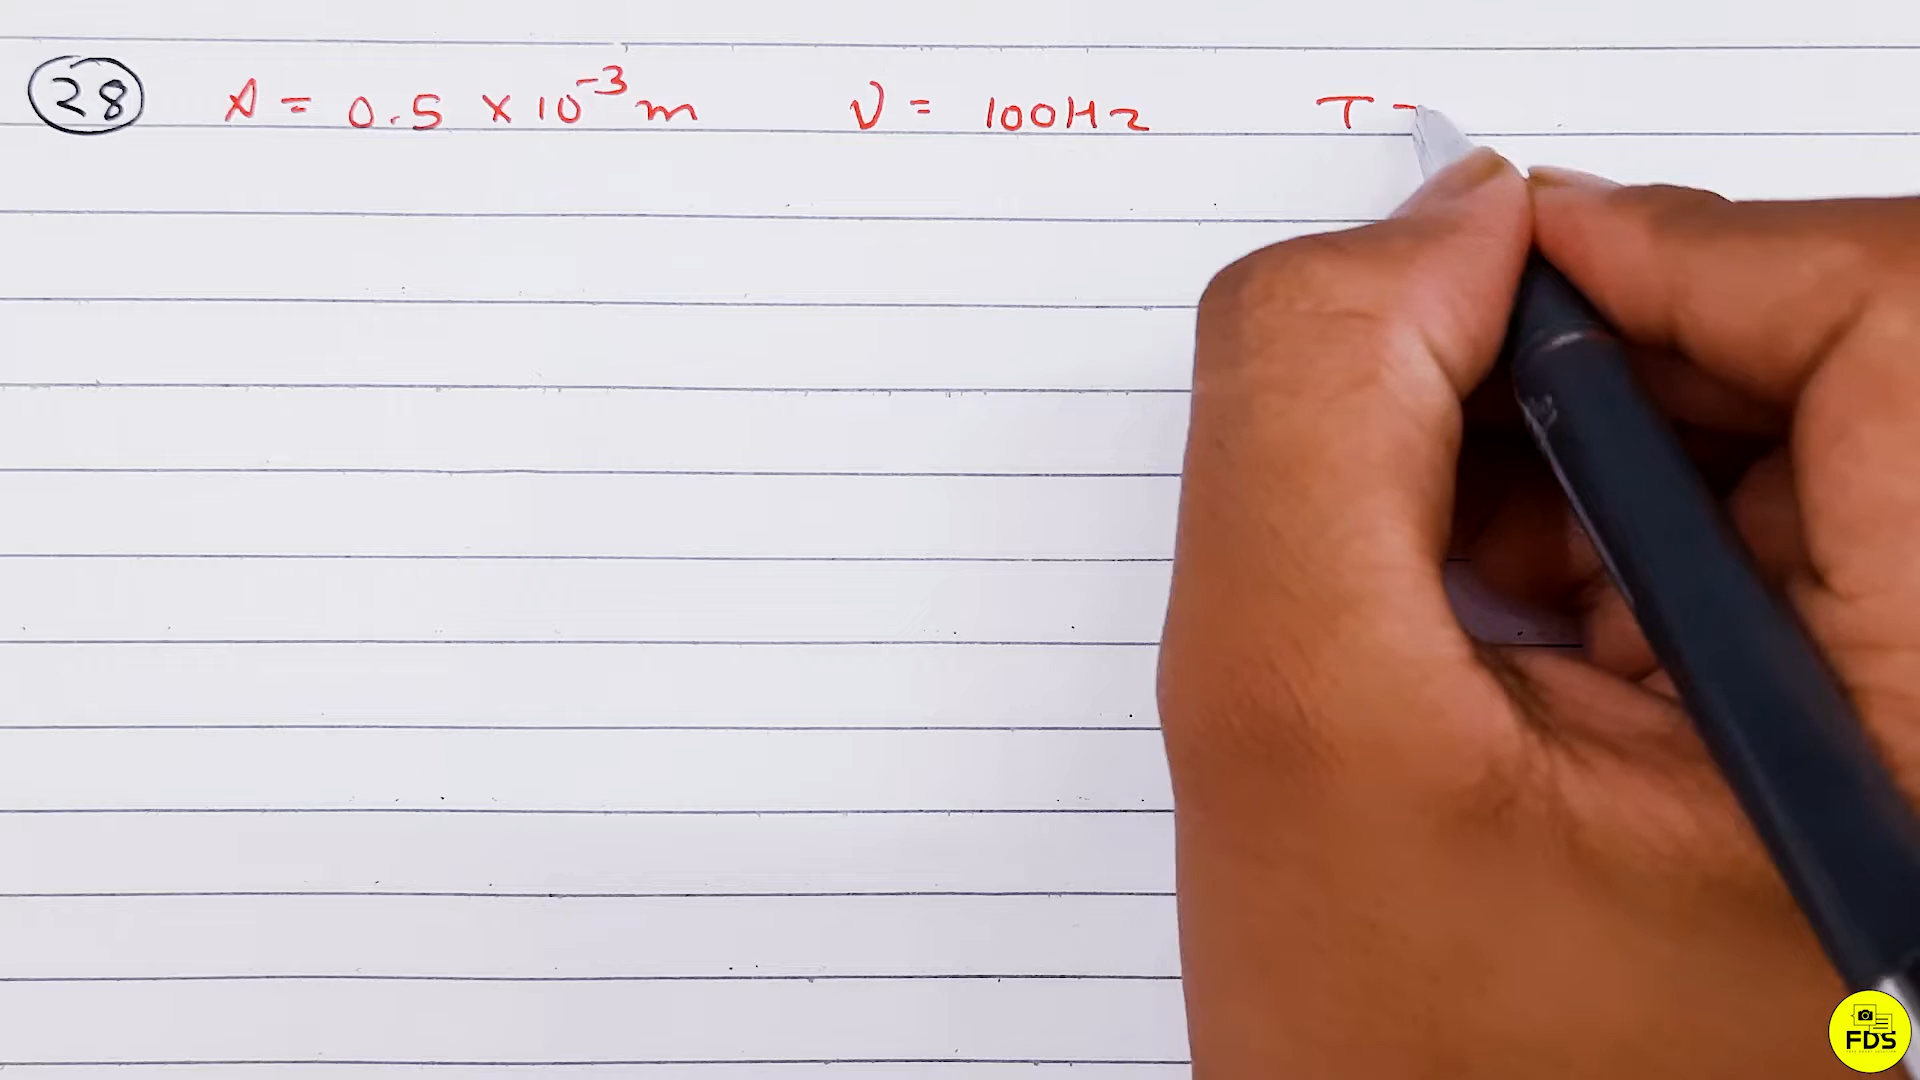 28 A = 0.5 × 10⁻³ m ν = 100Hz T =
FDS